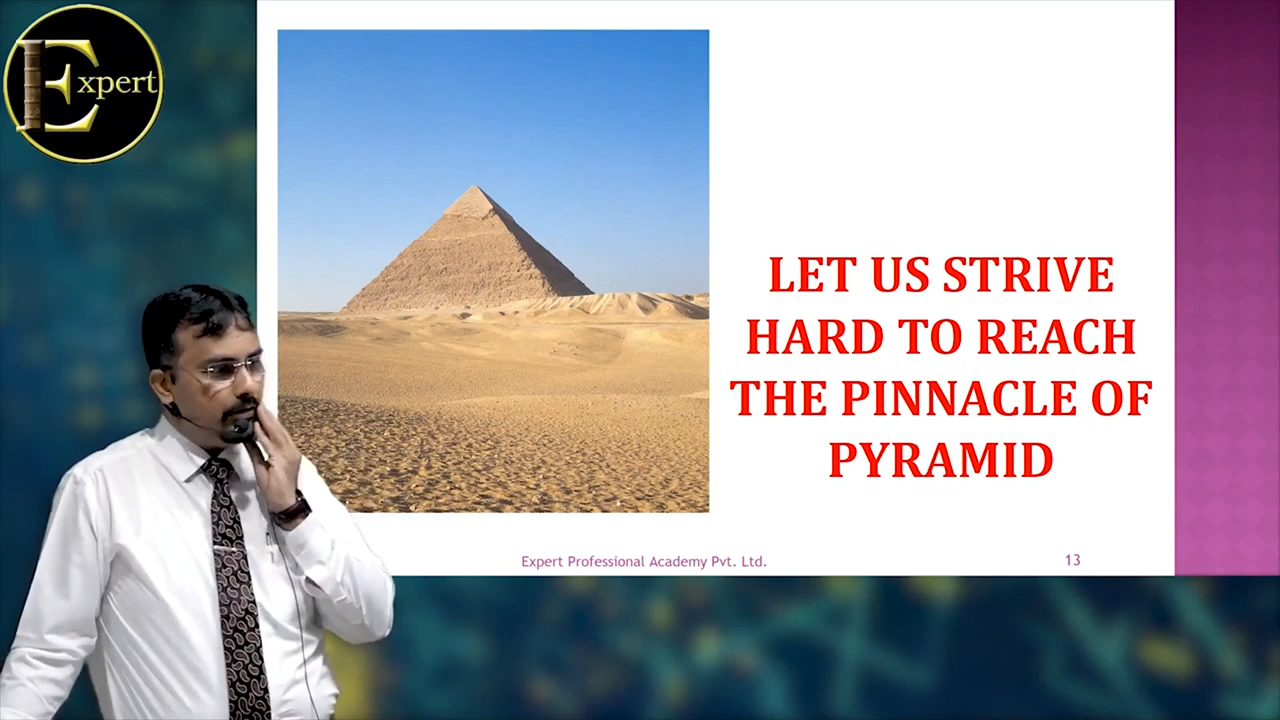 Expert
LET US STRIVE
HARD TO REACH
THE PINNACLE OF
PYRAMID
Expert Professional Academy Pvt. Ltd.
13